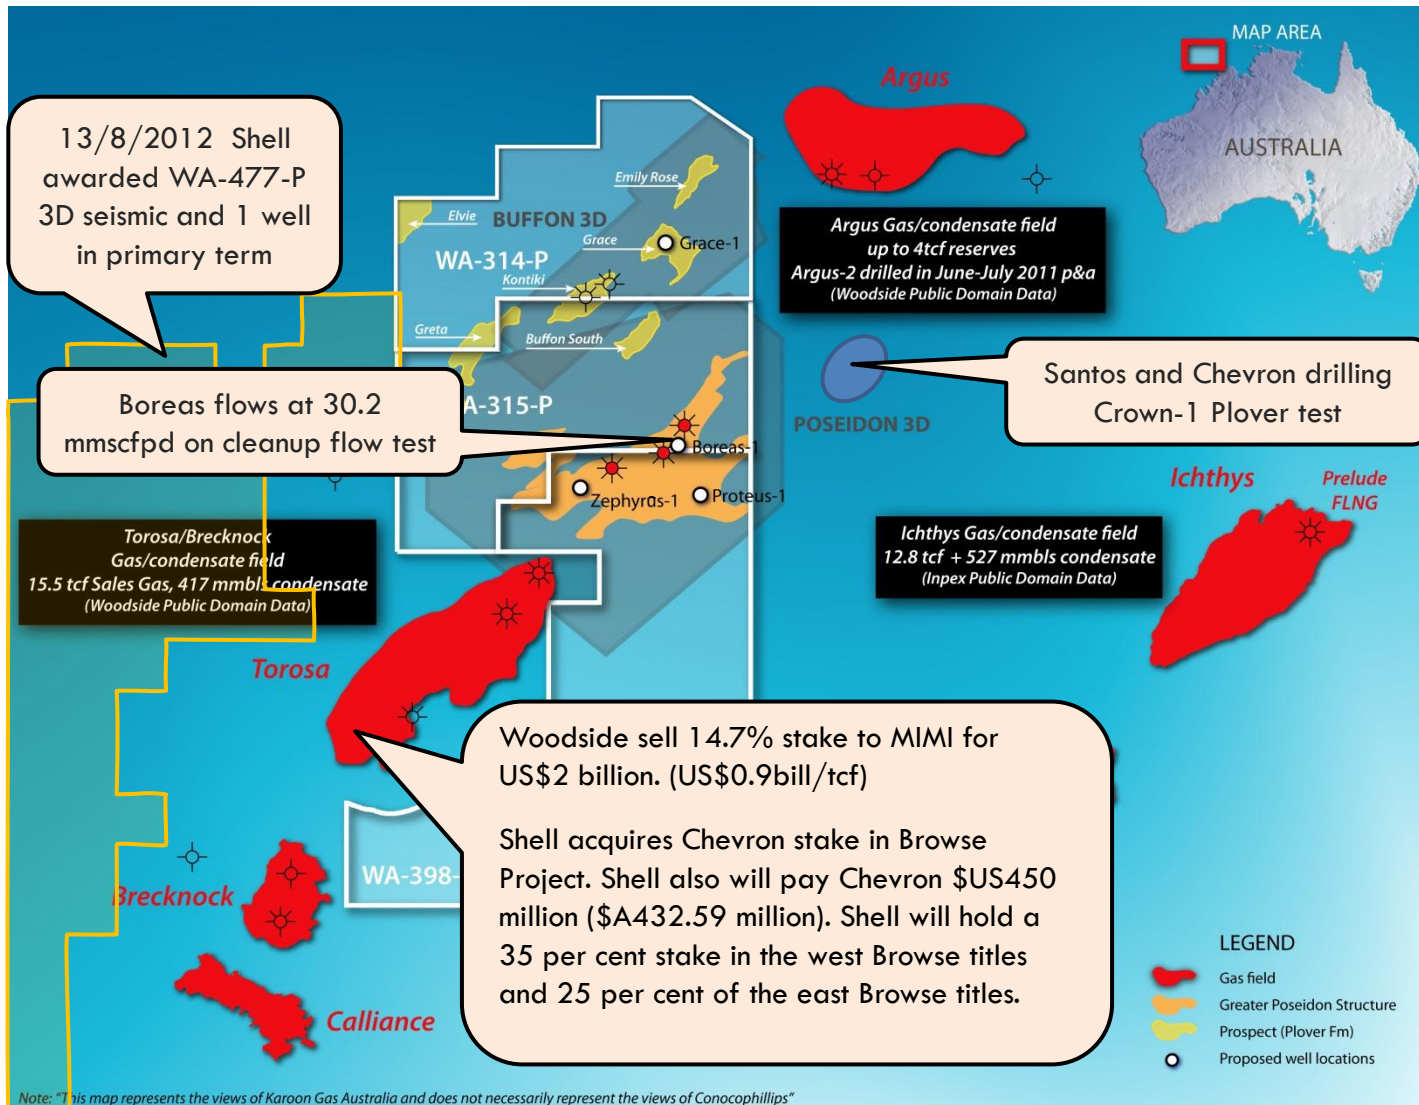 MAP AREA
AUSTRALIA
Argus
13/8/2012 Shell
awarded WA-477-P
3D seismic and 1 well
in primary term
Emily Rose
Elvie
BUFFON 3D
Grace
Grace-1
WA-314-P
Kontiki
Greta
Buffon South
Argus Gas/condensate field
up to 4tcf reserves
Argus-2 drilled in June-July 2011 p&a
(Woodside Public Domain Data)
Santos and Chevron drilling
Crown-1 Plover test
POSEIDON 3D
Boreas flows at 30.2
mmscfpd on cleanup flow test
A-315-P
Boreas-1
Zephyros-1
Proteus-1
Ichthys
Prelude
FLNG
Torosa/Brecknock
Gas/condensate field
15.5 tcf Sales Gas, 417 mmbls condensate
(Woodside Public Domain Data)
Ichthys Gas/condensate field
12.8 tcf + 527 mmbls condensate
(Inpex Public Domain Data)
Torosa
Woodside sell 14.7% stake to MIMI for
US$2 billion. (US$0.9bill/tcf)
Shell acquires Chevron stake in Browse
Project. Shell also will pay Chevron $US450
million ($A432.59 million). Shell will hold a
35 per cent stake in the west Browse titles
and 25 per cent of the east Browse titles.
WA-398-
Brecknock
Calliance
LEGEND
Gas field
Greater Poseidon Structure
Prospect (Plover Fm)
Proposed well locations
Note: "This map represents the views of Karoon Gas Australia and does not necessarily represent the views of Conocophillips"